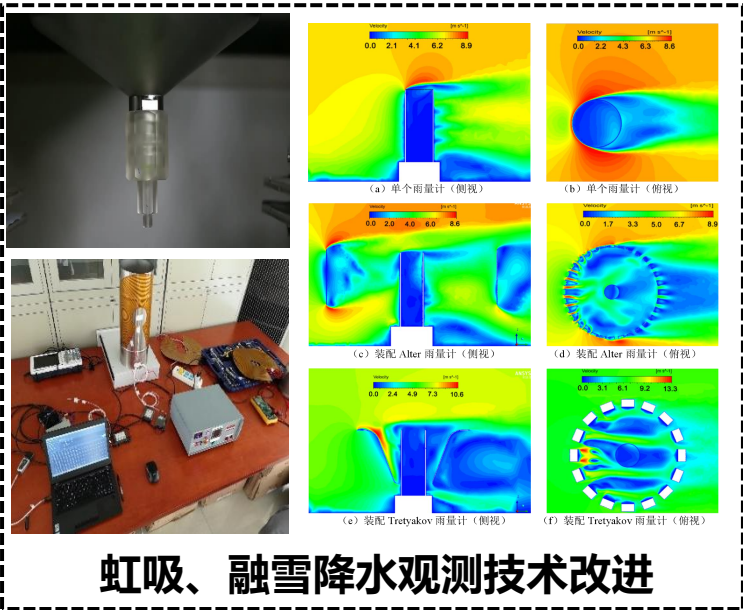 Velocity [m s^-1]
0.0 2.1 4.1 6.2 8.9
Velocity [m s^-1]
0.0 2.2 4.3 6.3 8.6
(a)单个雨量计(侧视)
(b)单个雨量计(俯视)
Velocity [m s^-1]
0.0 2.0 4.0 6.0 8.6
Velocity [m s^-1]
0.0 1.7 3.3 5.0 6.7 8.9
(c)装配 Alter 雨量计(侧视)
(d)装配 Alter 雨量计(俯视)
Velocity [m s^-1]
0.0 2.4 4.9 7.3 10.6
Velocity [m s^-1]
0.0 3.1 6.1 9.2 13.3
(e)装配 Tretyakov 雨量计(侧视)
(f)装配 Tretyakov 雨量计(俯视)
虹吸、融雪降水观测技术改进